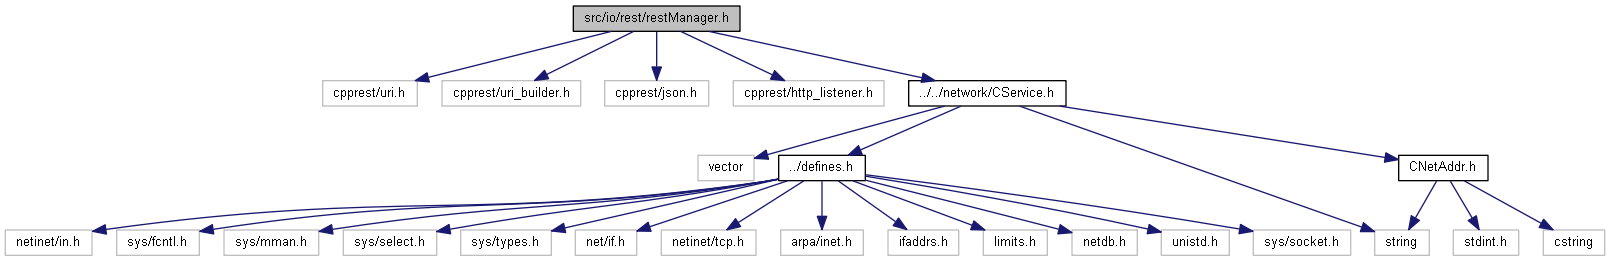 src/io/rest/restManager.h
cpprest/uri.h
cpprest/uri_builder.h
cpprest/json.h
cpprest/http_listener.h
../../network/CService.h
vector
../defines.h
CNetAddr.h
netinet/in.h
sys/fcntl.h
sys/mman.h
sys/select.h
sys/types.h
net/if.h
netinet/tcp.h
arpa/inet.h
ifaddrs.h
limits.h
netdb.h
unistd.h
sys/socket.h
string
stdint.h
cstring